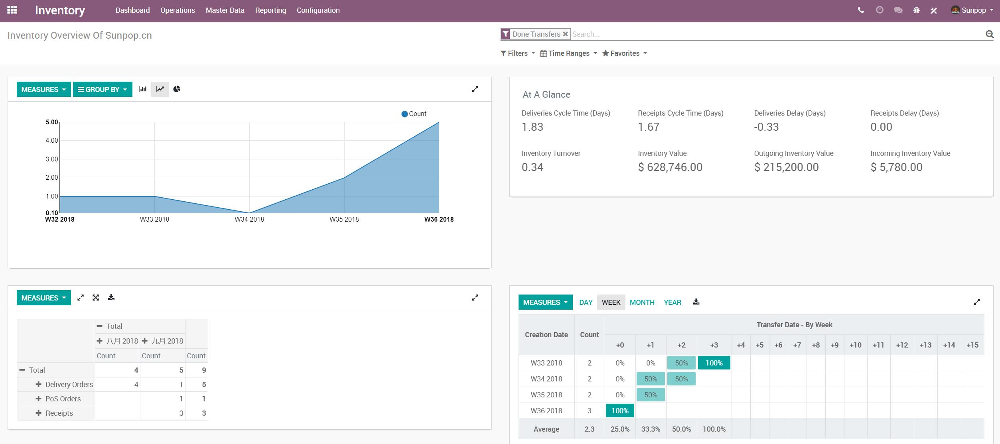 Inventory Dashboard Operations Master Data Reporting Configuration Sunpop
Inventory Overview Of Sunpop.cn
Done Transfers Search...
Filters Time Ranges Favorites
MEASURES GROUP BY
Count
5.00
4.00
3.00
2.00
1.00
0.10
W32 2018 W33 2018 W34 2018 W35 2018 W36 2018
At A Glance
Deliveries Cycle Time (Days) Receipts Cycle Time (Days) Deliveries Delay (Days) Receipts Delay (Days)
1.83 1.67 -0.33 0.00
Inventory Turnover Inventory Value Outgoing Inventory Value Incoming Inventory Value
0.34 $ 628,746.00 $ 215,200.00 $ 5,780.00
MEASURES
Total
八月 2018 九月 2018
Count Count Count
Total 4 5 9
Delivery Orders 4 1 5
PoS Orders 1 1
Receipts 3 3
MEASURES DAY WEEK MONTH YEAR
Creation Date Count Transfer Date - By Week
+0 +1 +2 +3 +4 +5 +6 +7 +8 +9 +10 +11 +12 +13 +14 +15
W33 2018 2 0% 0% 50% 100%
W34 2018 2 0% 50% 50%
W35 2018 2 0% 50%
W36 2018 3 100%
Average 2.3 25.0% 33.3% 50.0% 100.0%